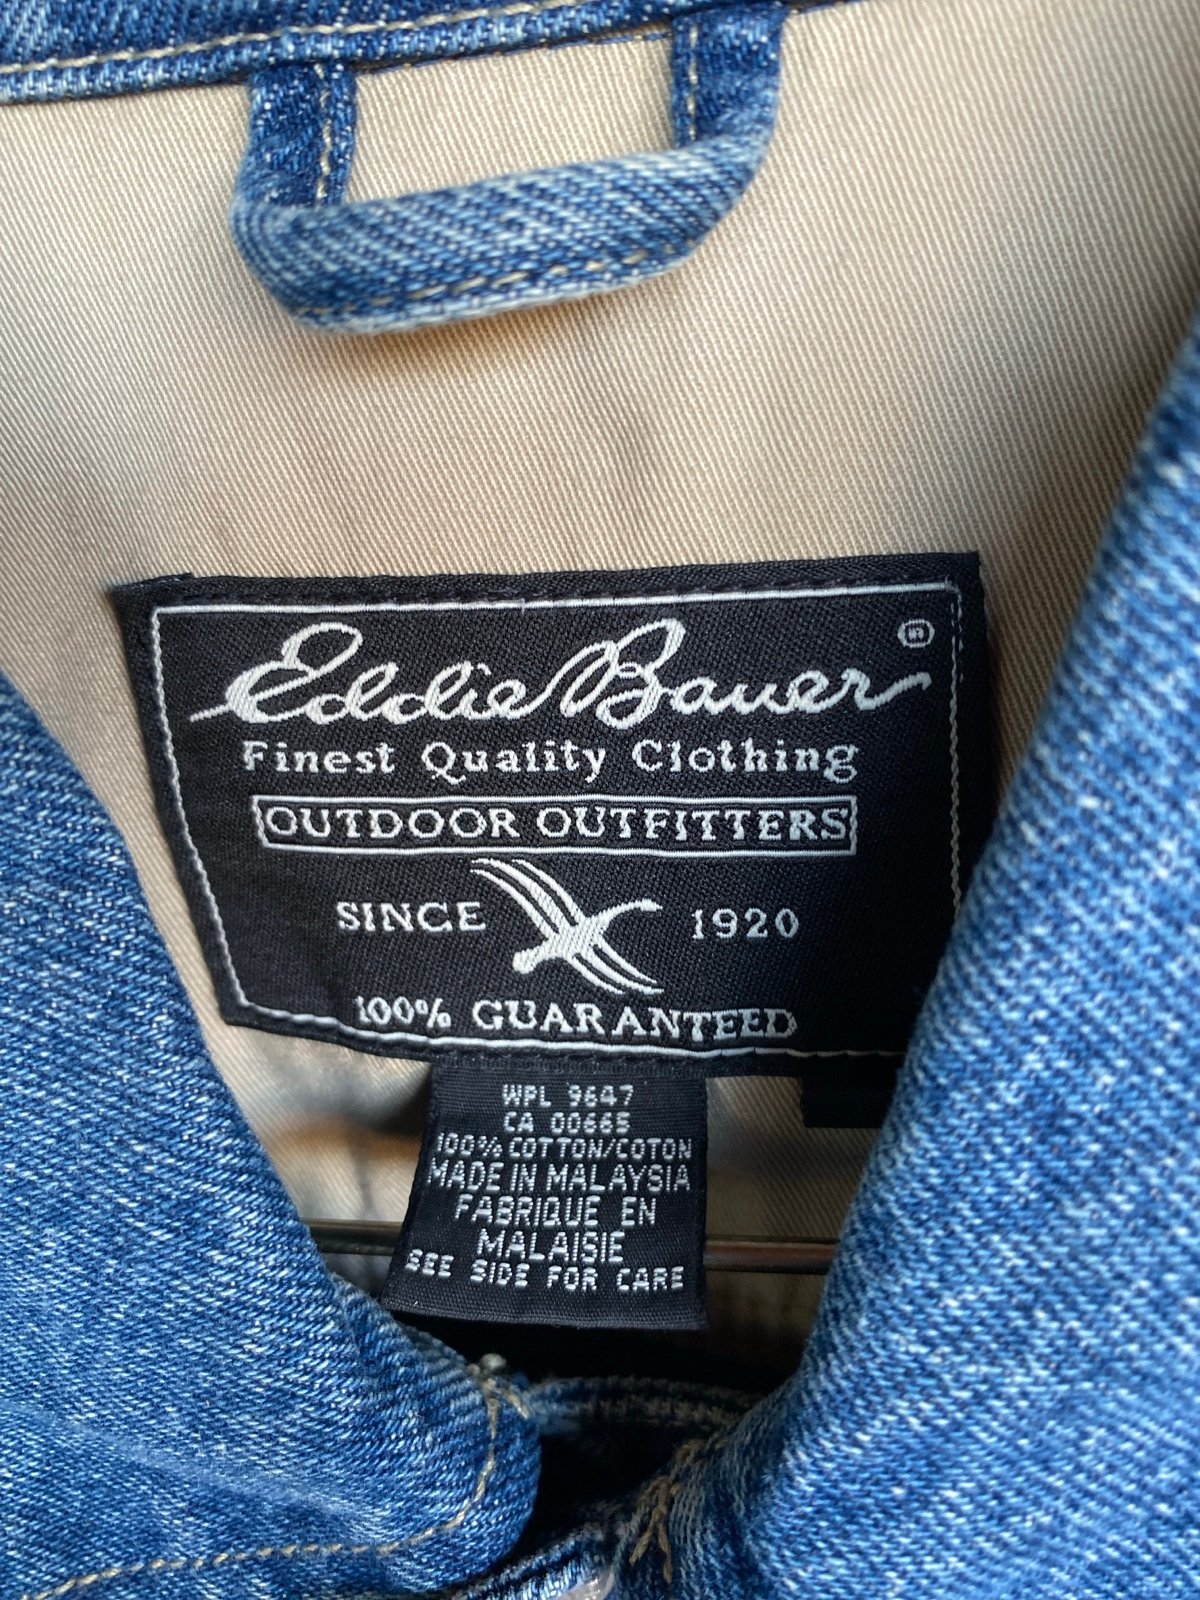 Eddie Bauer ®
Finest Quality Clothing
OUTDOOR OUTFITTERS
SINCE 1920
100% GUARANTEED
WPL 9647
CA 00865
100% COTTON/COTON
MADE IN MALAYSIA
FABRIQUE EN
MALAISIE
SEE SIDE FOR CARE